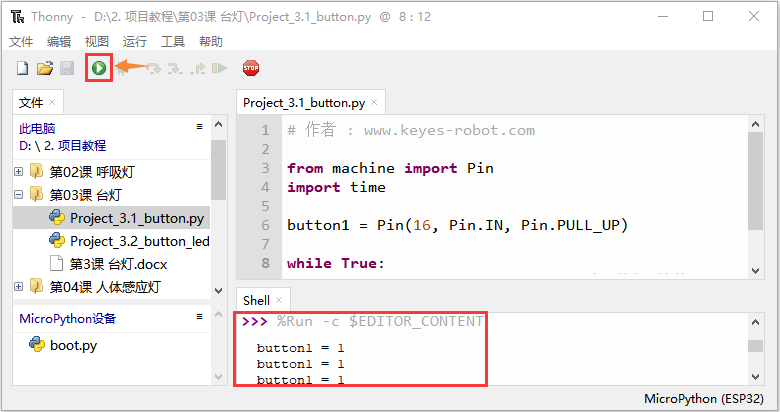 Thonny - D:\2. 项目教程\第03课 台灯\Project_3.1_button.py @ 8 : 12
文件 编辑 视图 运行 工具 帮助
STOP
文件
此电脑
D: \ 2. 项目教程
第02课 呼吸灯
第03课 台灯
Project_3.1_button.py
Project_3.2_button_led
第3课 台灯.docx
第04课 人体感应灯
MicroPython设备
boot.py
Project_3.1_button.py
1 # 作者 : www.keyes-robot.com
2
3 from machine import Pin
4 import time
5
6 button1 = Pin(16, Pin.IN, Pin.PULL_UP)
7
8 while True:
Shell
>>> %Run -c $EDITOR_CONTENT
button1 = 1
button1 = 1
button1 = 1
MicroPython (ESP32)